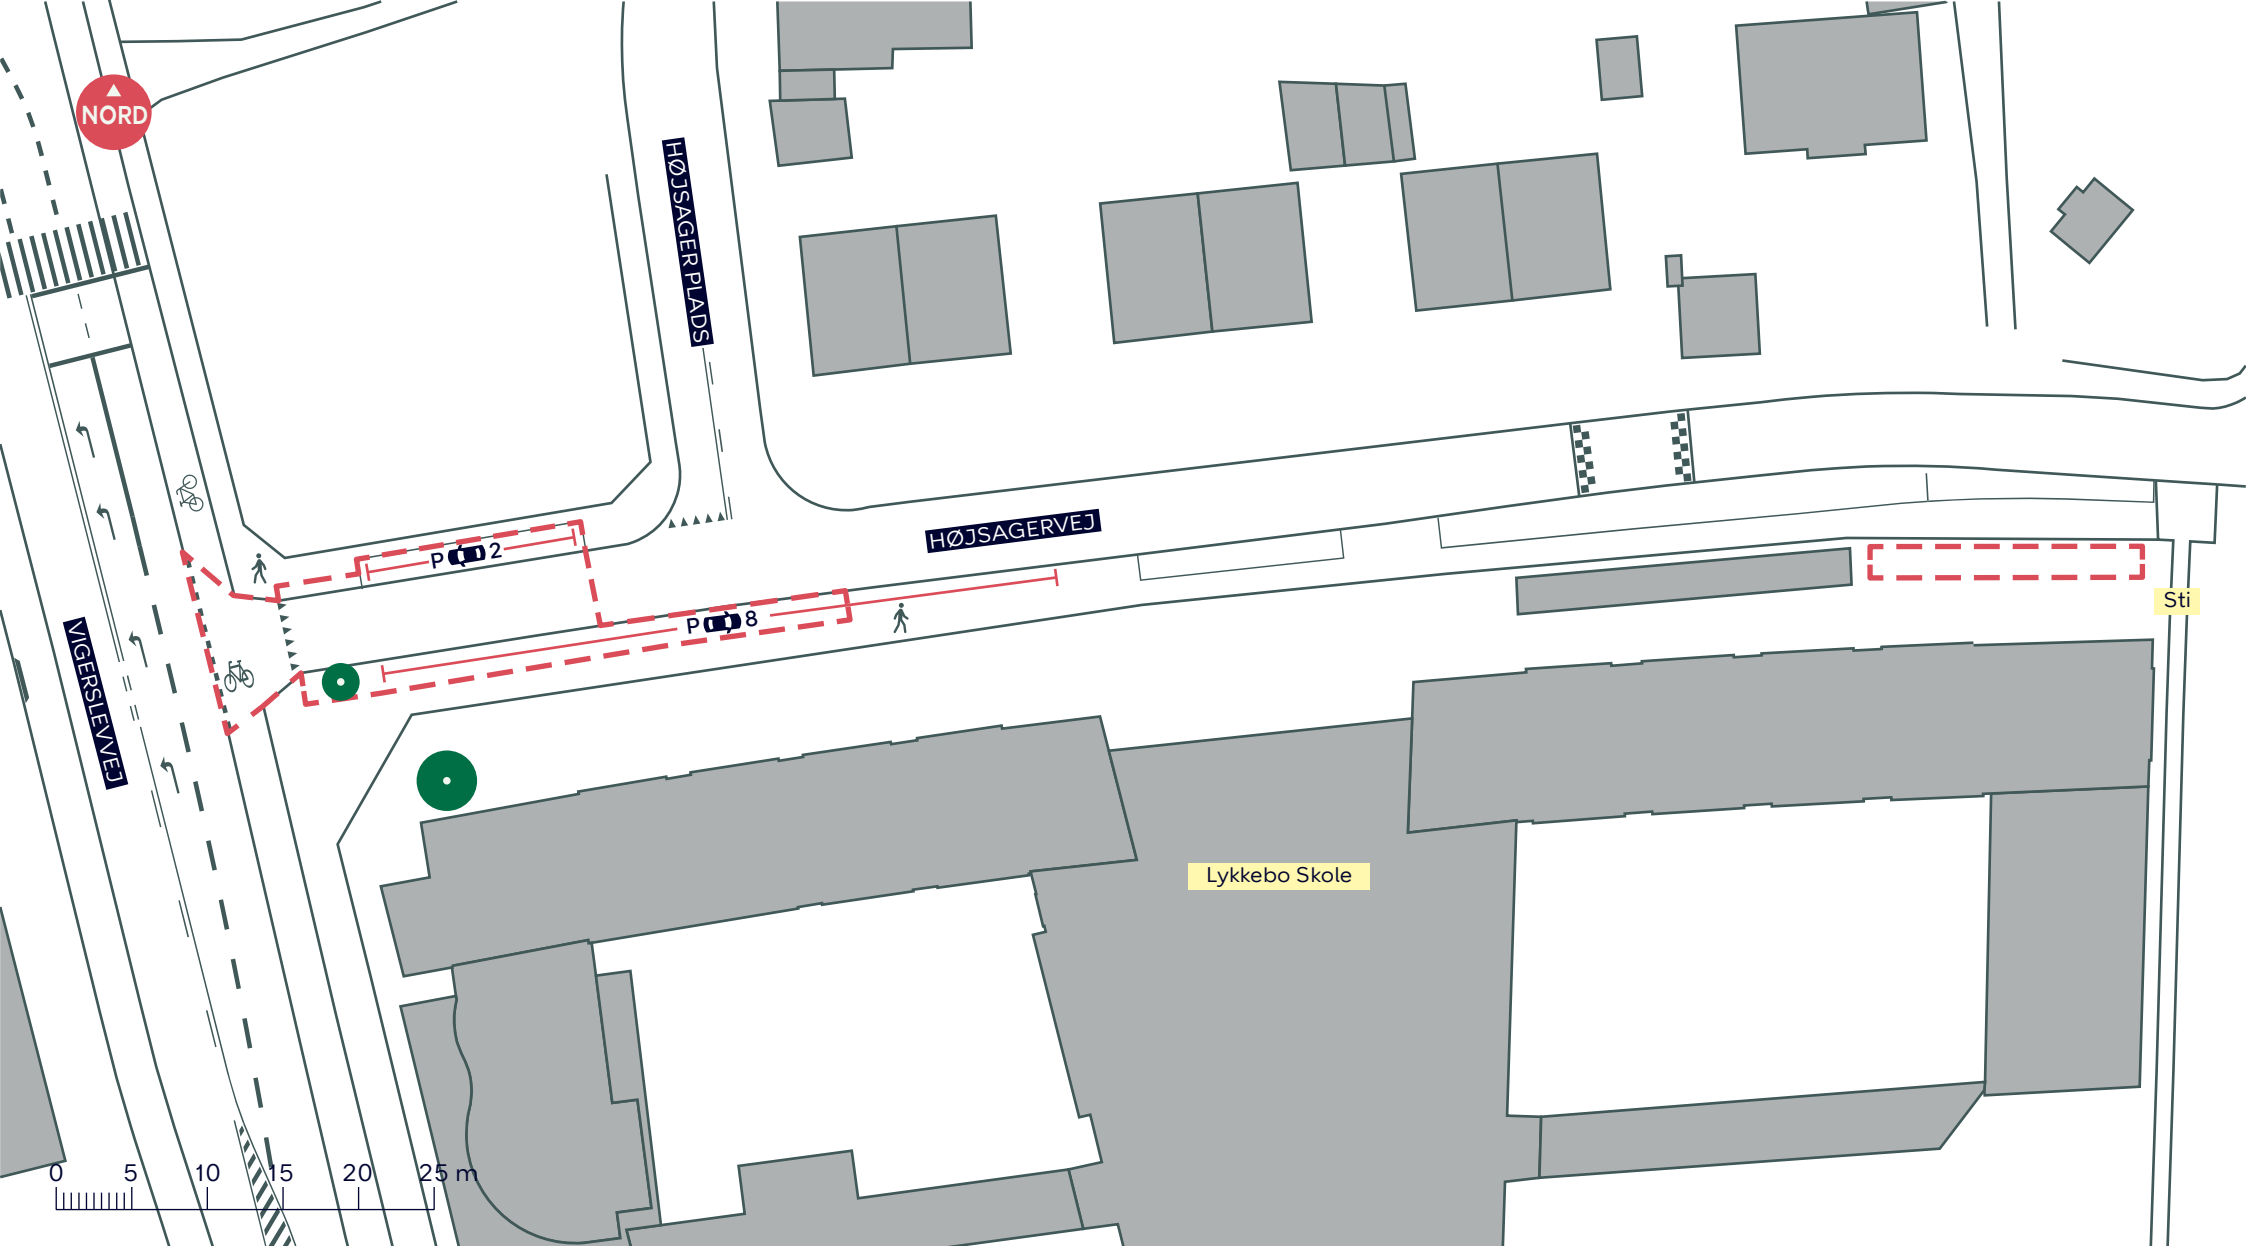 NORD
HØJSAGER PLADS
HØJSAGERVEJ
P 2
P 8
Sti
VIGERSLEVVEJ
Lykkebo Skole
0 5 10 15 20 25 m